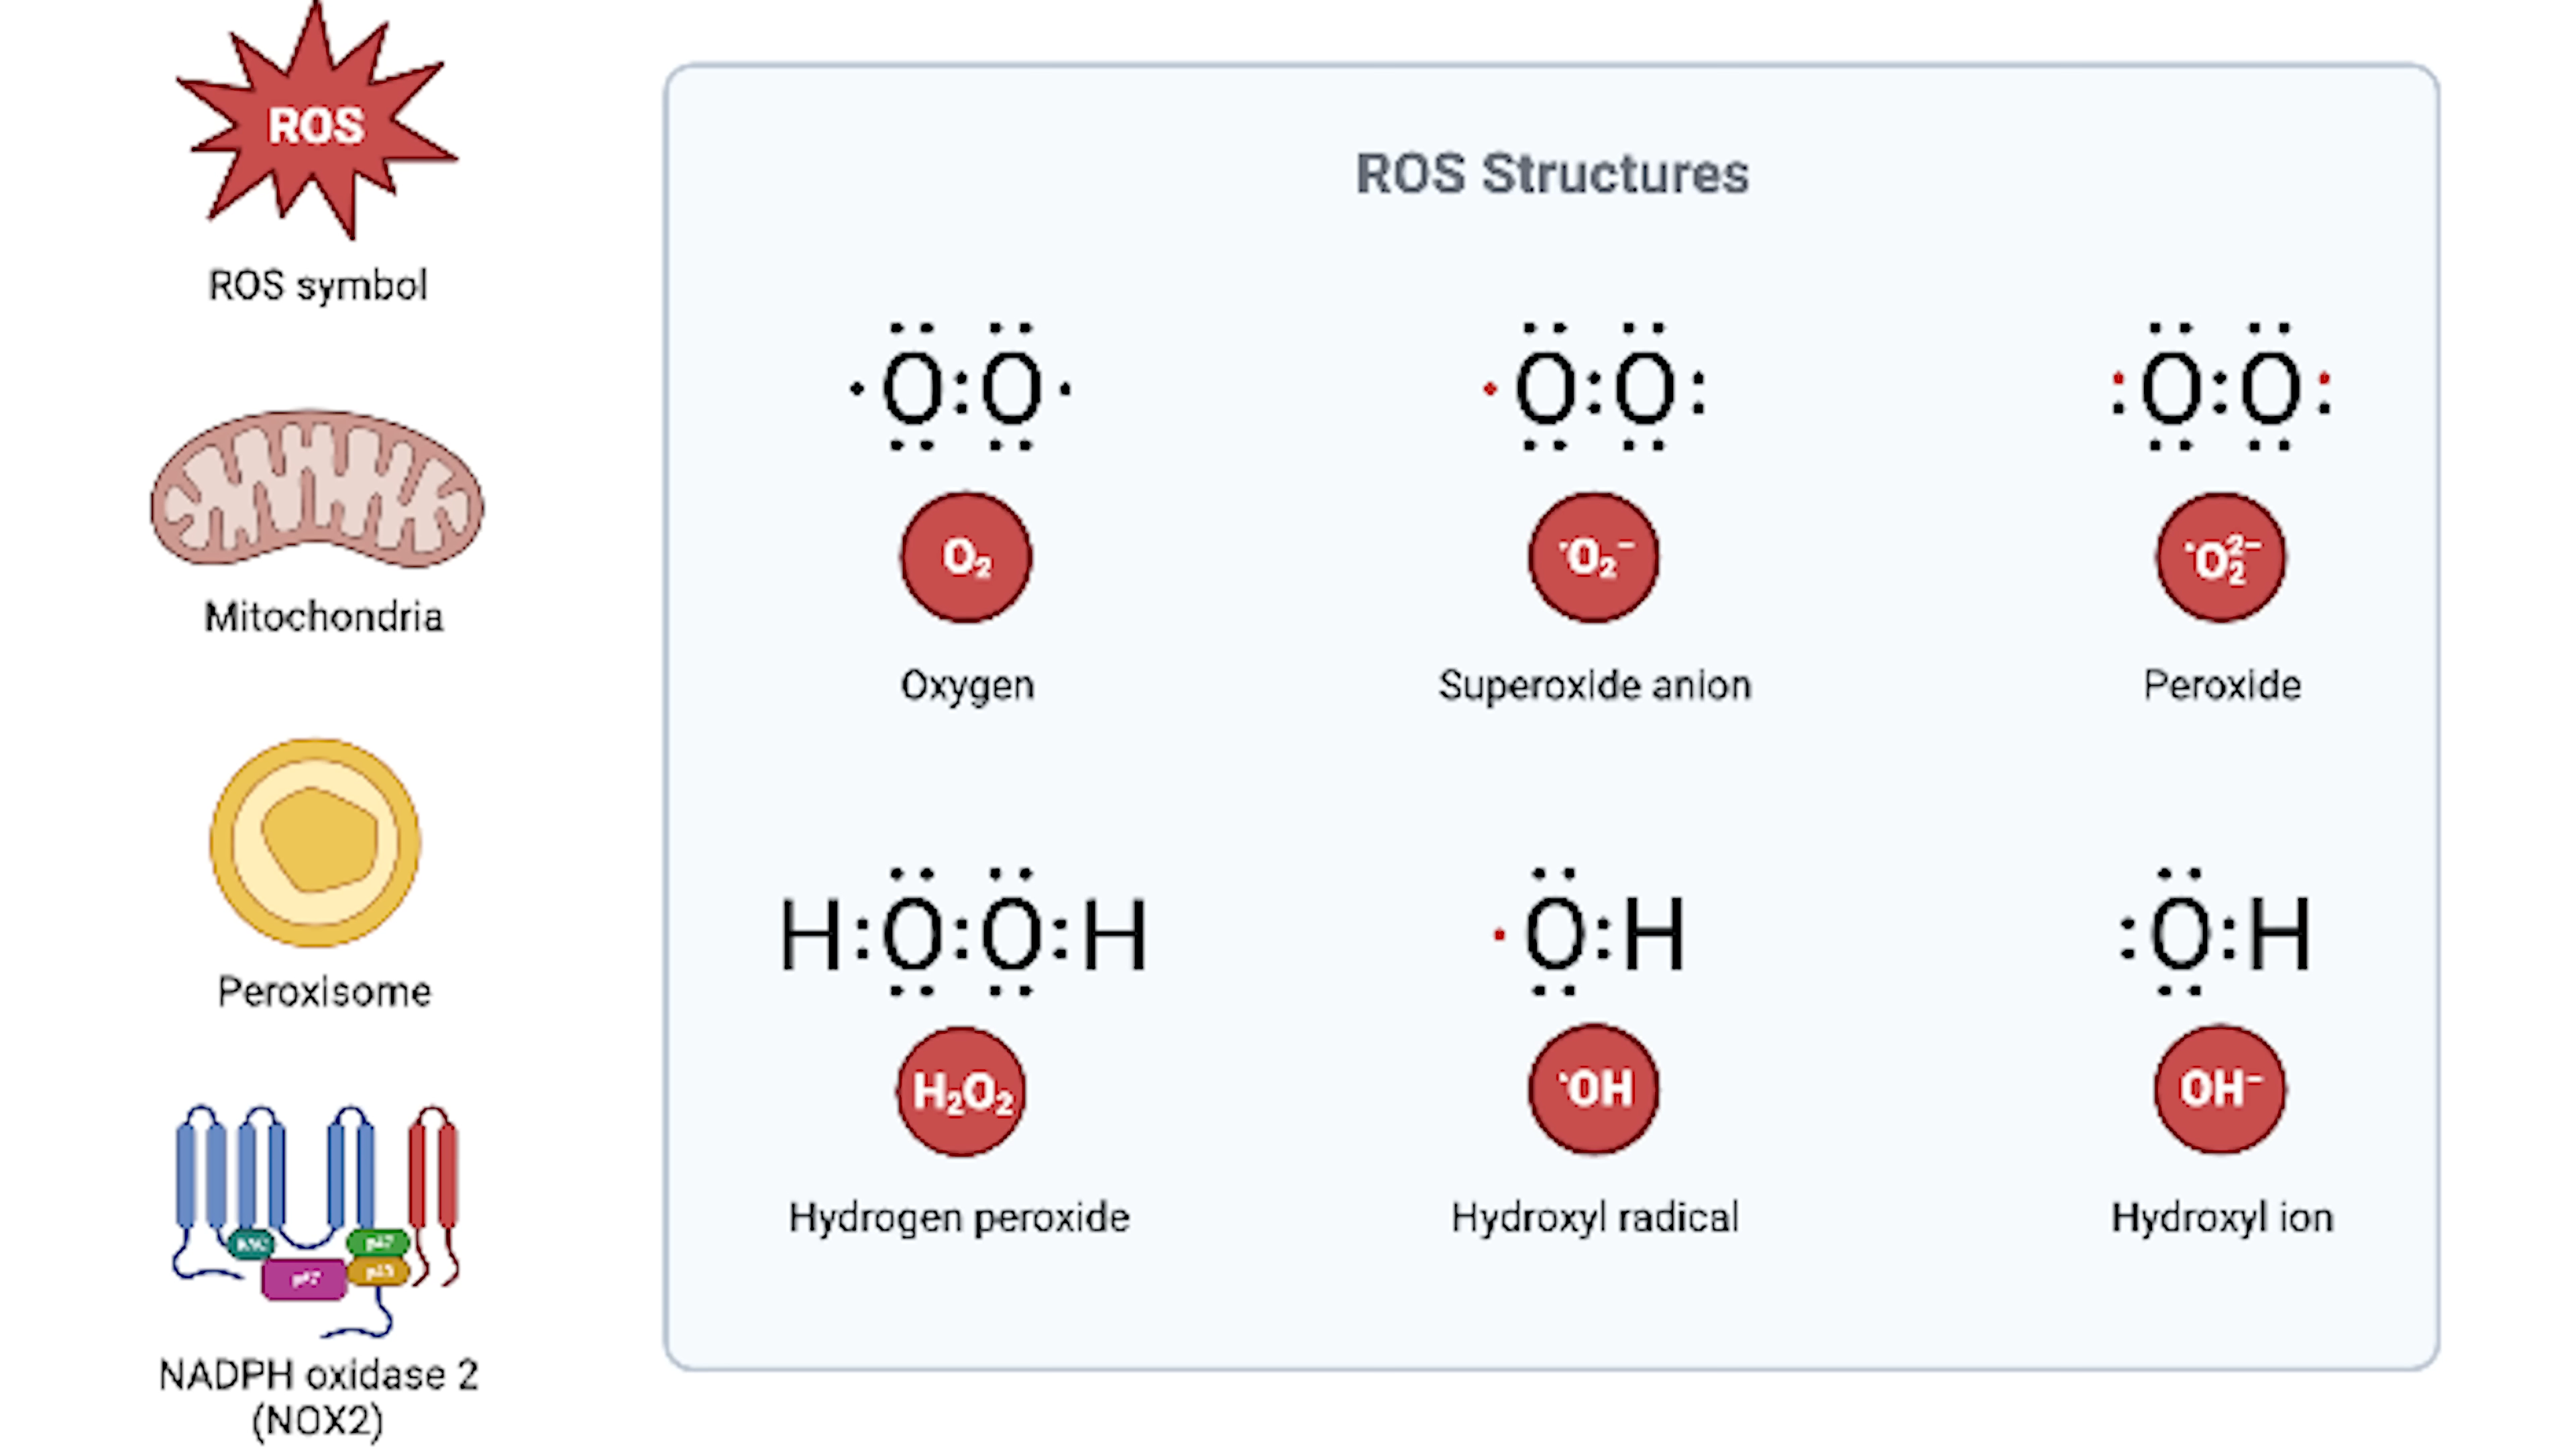 ROS
ROS symbol
Mitochondria
Peroxisome
NADPH oxidase 2
(NOX2)
ROS Structures
·O:O·
·O:O:
:O:O:
O₂
·O₂⁻
·O₂²⁻
Oxygen
Superoxide anion
Peroxide
H:O:O:H
·O:H
:O:H
H₂O₂
·OH
OH⁻
Hydrogen peroxide
Hydroxyl radical
Hydroxyl ion